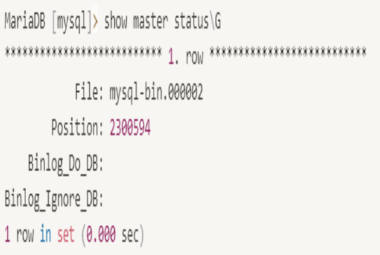 MariaDB [mysql]> show master status\G
*************************** 1. row ***************************
File: mysql-bin.000002
Position: 2300594
Binlog_Do_DB:
Binlog_Ignore_DB:
1 row in set (0.000 sec)